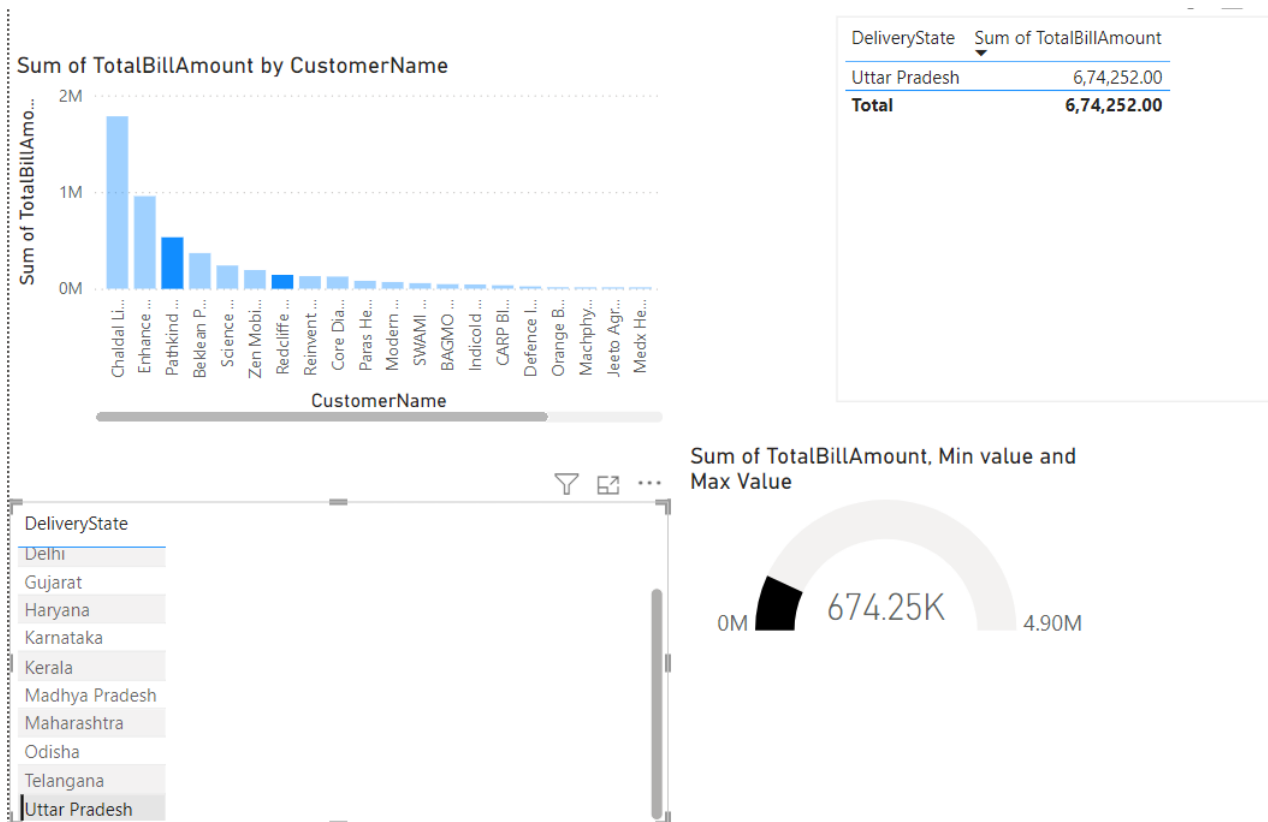 Sum of TotalBillAmount by CustomerName
Sum of TotalBillAmo...
2M
1M
0M
Chaldal Li...
Enhance ...
Pathkind ...
Beklean P...
Science ...
Zen Mobi...
Redcliffe ...
Reinvent ...
Core Dia...
Paras He...
Modern ...
SWAMI ...
BAGMO ...
Indicold ...
CARP BI...
Defence I...
Orange B...
Machphy...
Jeeto Agr...
Medx He...
CustomerName
DeliveryState Sum of TotalBillAmount
Uttar Pradesh 6,74,252.00
Total 6,74,252.00
DeliveryState
Delhi
Gujarat
Haryana
Karnataka
Kerala
Madhya Pradesh
Maharashtra
Odisha
Telangana
Uttar Pradesh
Sum of TotalBillAmount, Min value and
Max Value
674.25K
0M
4.90M